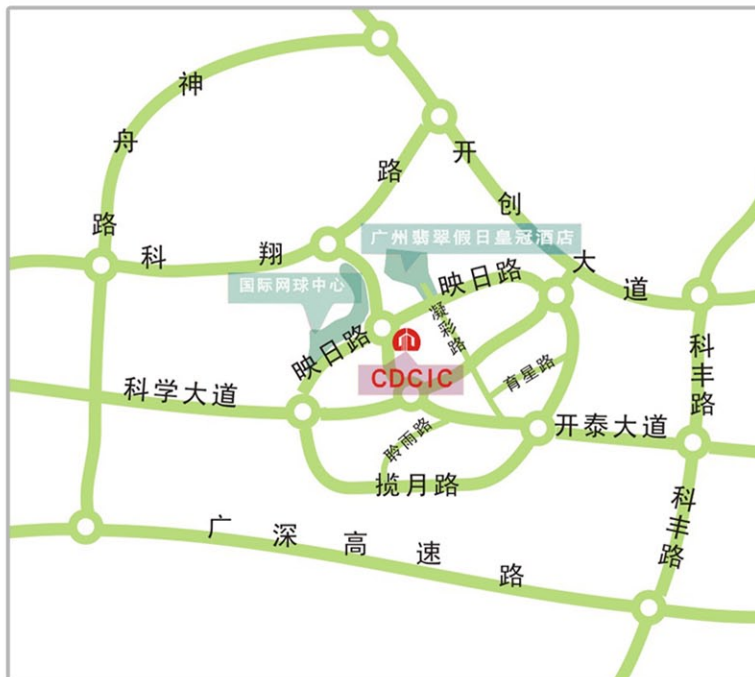 神舟路
科翔路
开创大道
广州翡翠假日皇冠酒店
国际网球中心
映日路
映日路
凝彩路
育星路
CDCIC
科学大道
聆雨路
开泰大道
科丰路
揽月路
科丰路
广深高速路